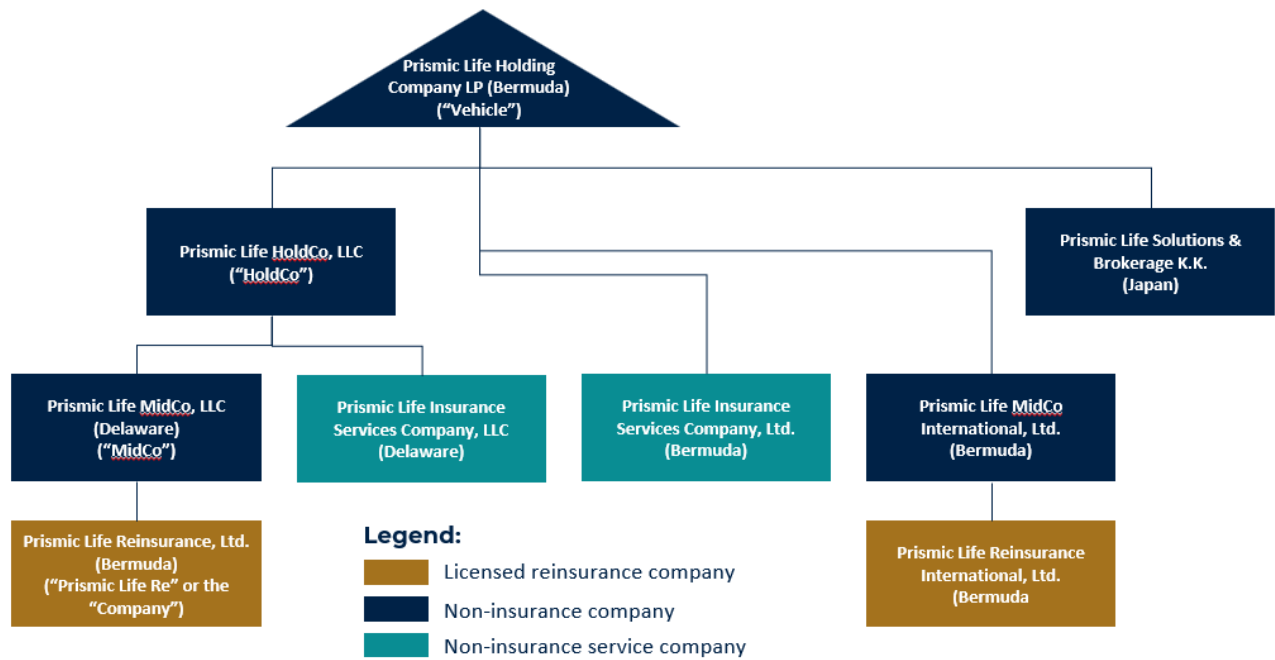 Prismic Life Holding
Company LP (Bermuda)
(“Vehicle”)
Prismic Life HoldCo, LLC
(“HoldCo”)
Prismic Life Solutions &
Brokerage K.K.
(Japan)
Prismic Life MidCo, LLC
(Delaware)
(“MidCo”)
Prismic Life Insurance
Services Company, LLC
(Delaware)
Prismic Life Insurance
Services Company, Ltd.
(Bermuda)
Prismic Life MidCo
International, Ltd.
(Bermuda)
Prismic Life Reinsurance, Ltd.
(Bermuda)
(“Prismic Life Re” or the
“Company”)
Prismic Life Reinsurance
International, Ltd.
(Bermuda
Legend:
Licensed reinsurance company
Non-insurance company
Non-insurance service company